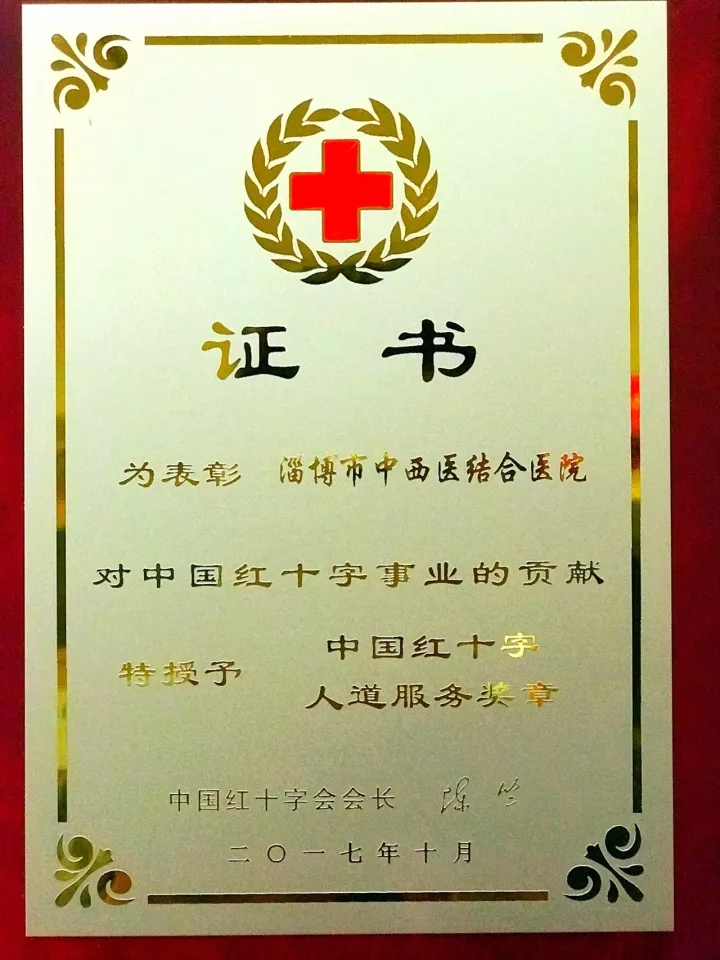 证书
为表彰 淄博市中西医结合医院
对中国红十字事业的贡献
特授予 中国红十字
人道服务奖章
中国红十字会会长 陈竺
二〇一七年十月